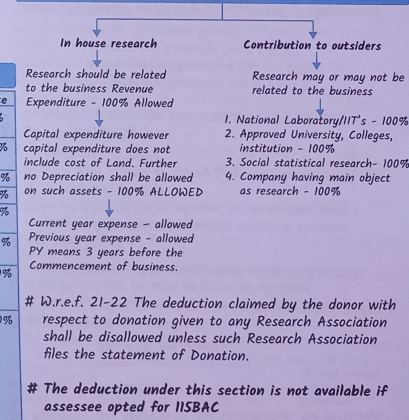 In house research
Research should be related
to the business Revenue
Expenditure - 100% Allowed
Capital expenditure however
capital expenditure does not
include cost of Land. Further
no Depreciation shall be allowed
on such assets - 100% ALLOWED
Current year expense - allowed
Previous year expense - allowed
PY means 3 years before the
Commencement of business.
Contribution to outsiders
Research may or may not be
related to the business
1. National Laboratory/IIT's - 100%
2. Approved University, Colleges,
institution - 100%
3. Social statistical research- 100%
4. Company having main object
as research - 100%
# W.r.ef. 21-22 The deduction claimed by the donor with
respect to donation given to any Research Association
shall be disallowed unless such Research Association
files the statement of Donation.
# The deduction under this section is not available if
assessee opted for 115BAC